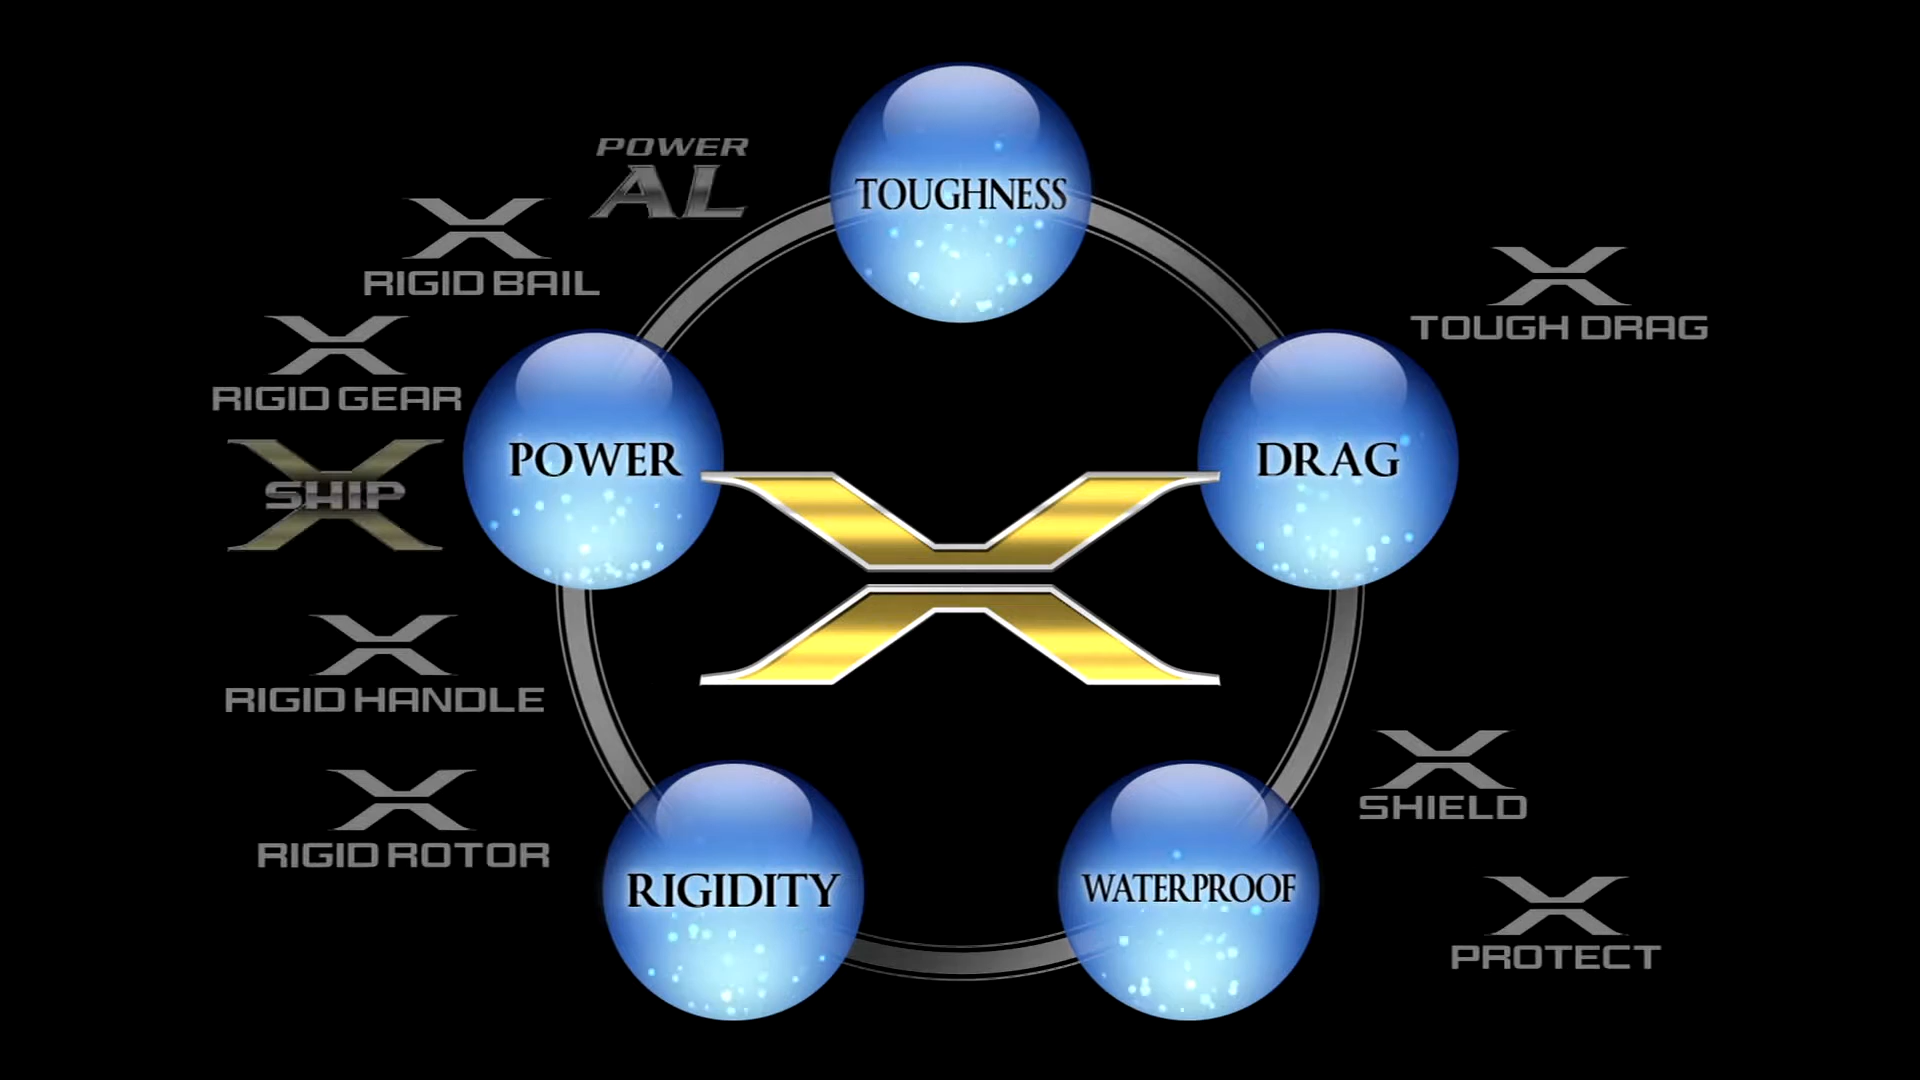 TOUGHNESS
POWER
AL
X
RIGID BAIL
X
TOUGH DRAG
X
RIGID GEAR
POWER
DRAG
X
SHIP
X
X
RIGID HANDLE
X
SHIELD
X
RIGID ROTOR
RIGIDITY
WATERPROOF
X
PROTECT